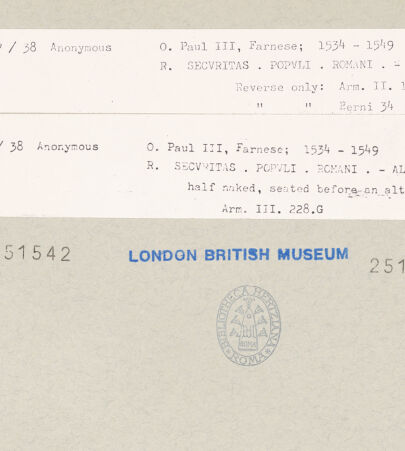 / 38 Anonymous O. Paul III, Farnese; 1534 - 1549
R. SECVRITAS . POPVLI . ROMANI . -
Reverse only: Arm. II. 1
" " Berni 34
/ 38 Anonymous O. Paul III, Farnese; 1534 - 1549
R. SECVRITAS . POPVLI . ROMANI . - AL
half naked, seated before an alt
Arm. III. 228.G
51542 LONDON BRITISH MUSEUM 251
BIBLIOTHECA HERTZIANA
ROMA
ROMA